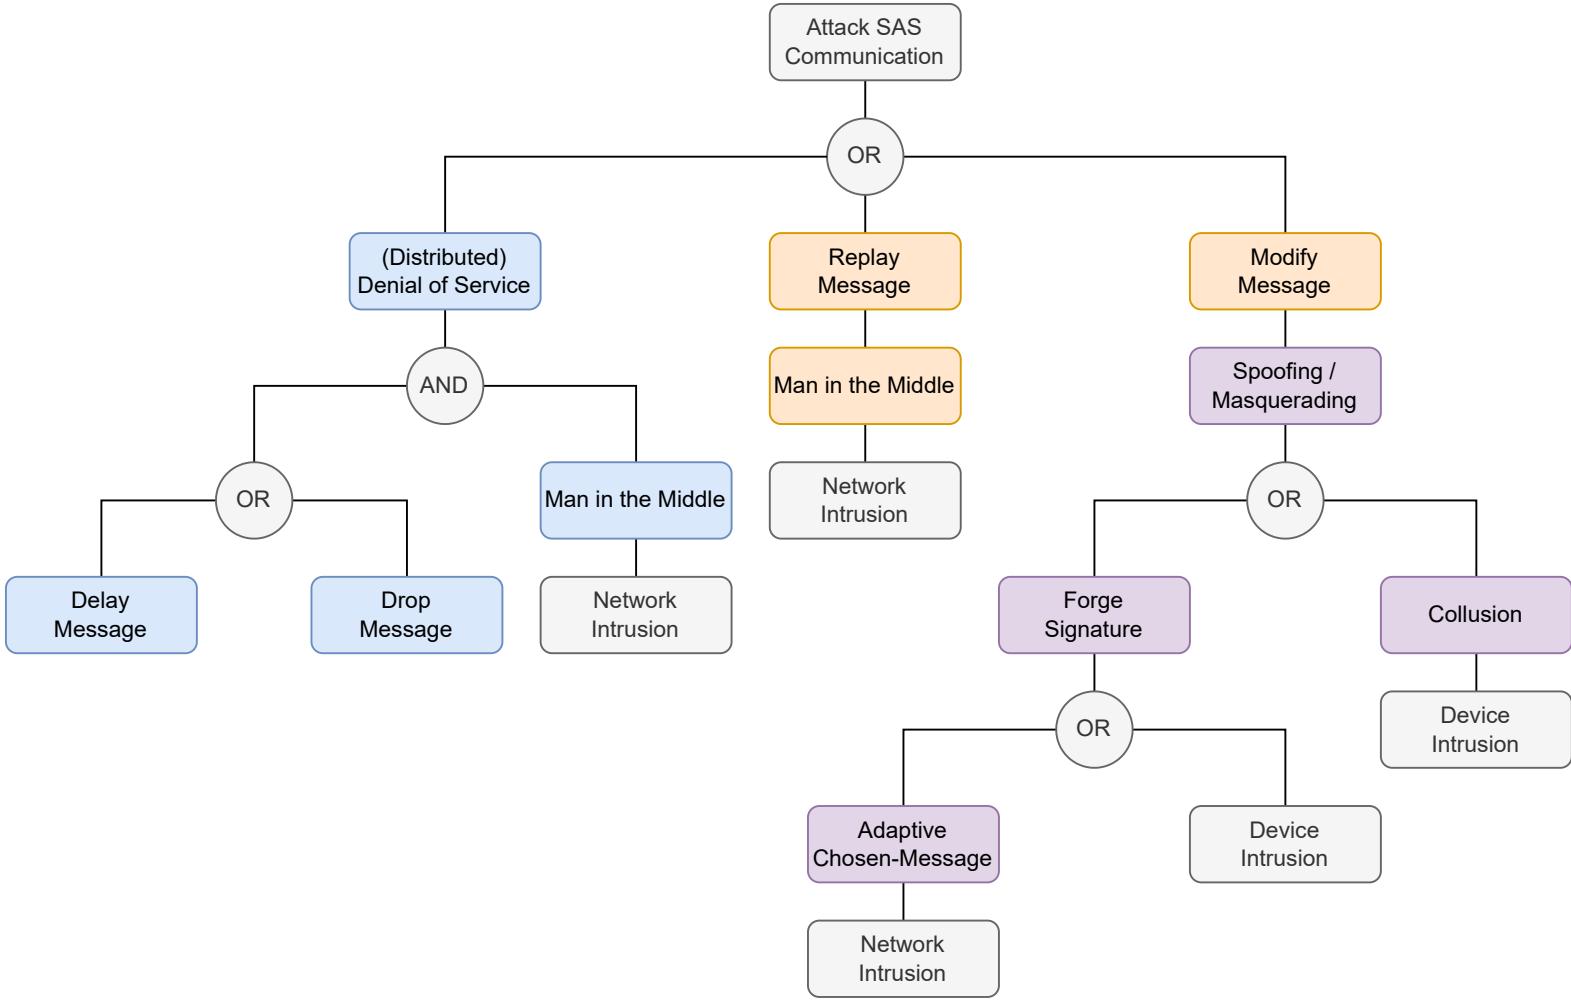 Attack SAS
Communication
OR
(Distributed)
Denial of Service
Replay
Message
Modify
Message
AND
Man in the Middle
Spoofing /
Masquerading
OR
Man in the Middle
Network
Intrusion
OR
Delay
Message
Drop
Message
Network
Intrusion
Forge
Signature
Collusion
OR
Device
Intrusion
Adaptive
Chosen-Message
Device
Intrusion
Network
Intrusion